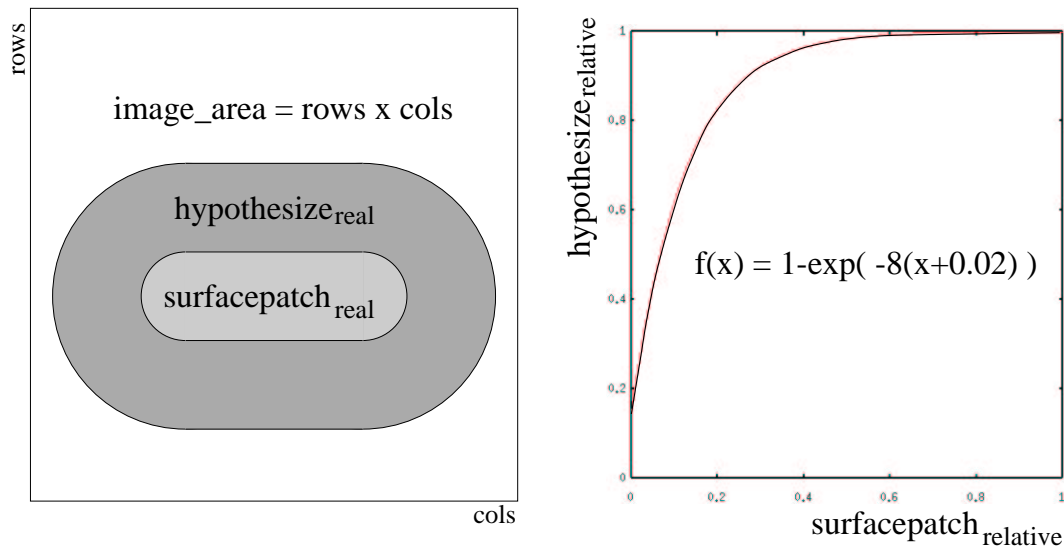 rows
image_area = rows x cols
hypothesize_real
surfacepatch_real
cols
hypothesize_relative
1
0.8
0.6
0.4
0.2
0
f(x) = 1-exp( -8(x+0.02) )
0 0.2 0.4 0.6 0.8 1
surfacepatch_relative